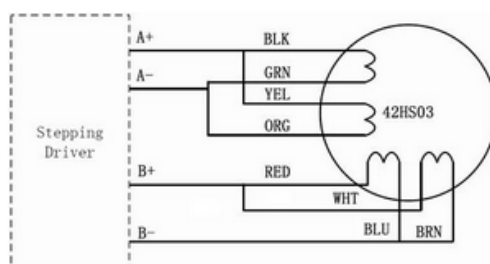 A+
BLK
GRN
A-
YEL
ORG
42HS03
Stepping
Driver
B+
RED
WHT
B-
BLU
BRN